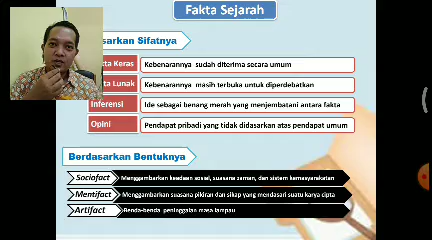 Fakta Sejarah
asarkan Sifatnya
ta Keras Kebenarannya sudah diterima secara umum
ta Lunak Kebenarannya masih terbuka untuk diperdebatkan
Inferensi Ide sebagai benang merah yang menjembatani antara fakta
Opini Pendapat pribadi yang tidak didasarkan atas pendapat umum
Berdasarkan Bentuknya
Sociofact Menggambarkan keadaan sosial, suasana zaman, dan sistem kemasyarakatan
Mentifact Menggambarkan suasana pikiran dan sikap yang mendasari suatu karya cipta
Artifact Benda-benda peninggalan masa lampau